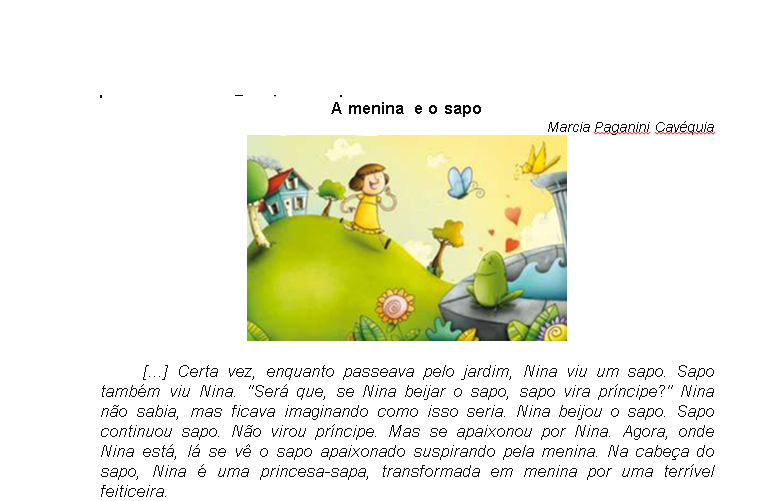 A menina e o sapo
Marcia Paganini Cavéquia
[...] Certa vez, enquanto passeava pelo jardim, Nina viu um sapo. Sapo
também viu Nina. "Será que, se Nina beijar o sapo, sapo vira príncipe?" Nina
não sabia, mas ficava imaginando como isso seria. Nina beijou o sapo. Sapo
continuou sapo. Não virou príncipe. Mas se apaixonou por Nina. Agora, onde
Nina está, lá se vê o sapo apaixonado suspirando pela menina. Na cabeça do
sapo, Nina é uma princesa-sapa, transformada em menina por uma terrível
feiticeira.